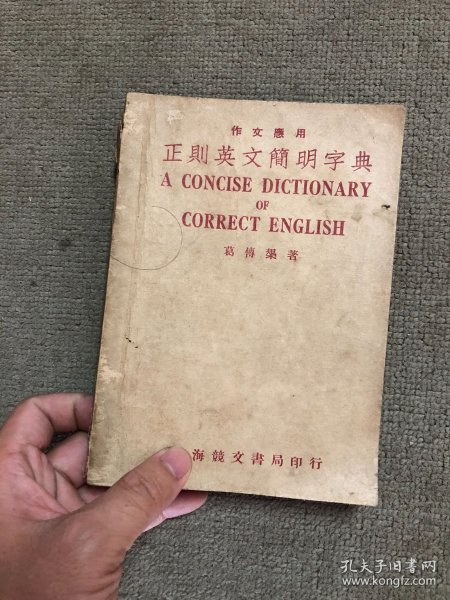 作文應用
正則英文簡明字典
A CONCISE DICTIONARY
OF
CORRECT ENGLISH
葛傳槼著
海競文書局印行
孔夫子旧书网
www.kongfz.com